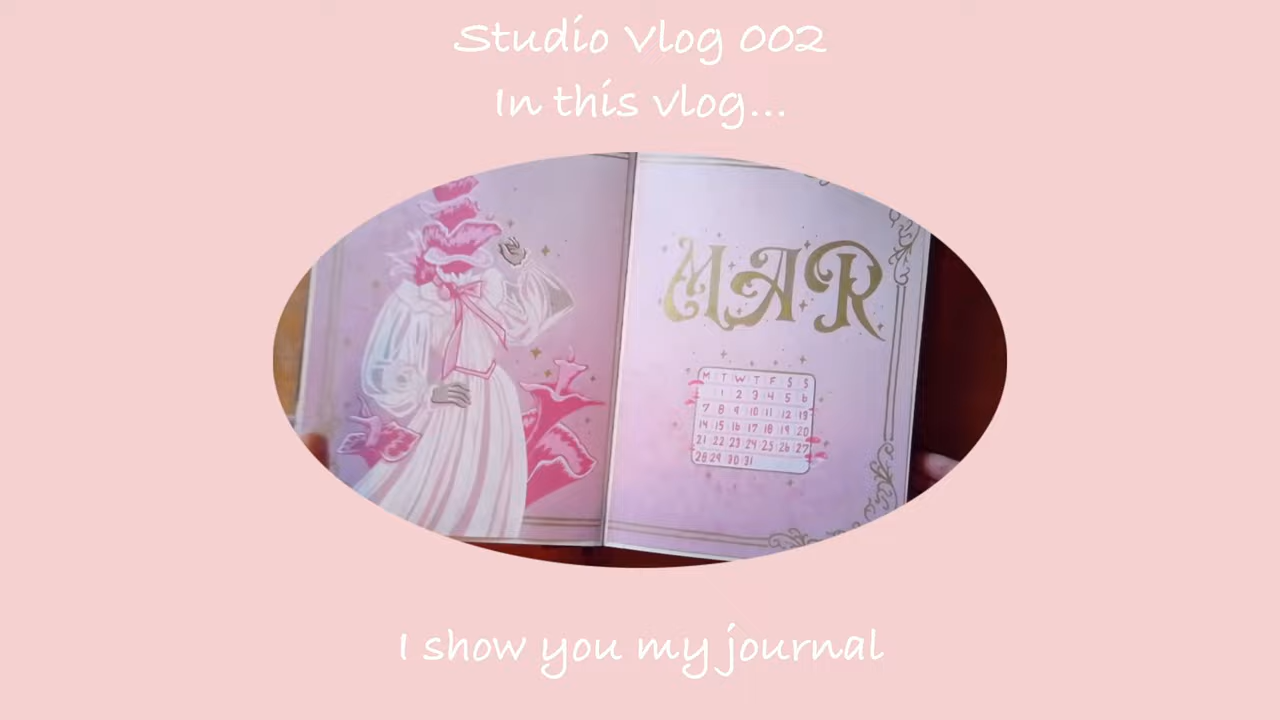 Studio Vlog 002
In this vlog...
MAR
M T W T F S S
1 2 3 4 5 6
7 8 9 10 11 12 13
14 15 16 17 18 19 20
21 22 23 24 25 26 27
28 29 30 31
I show you my journal